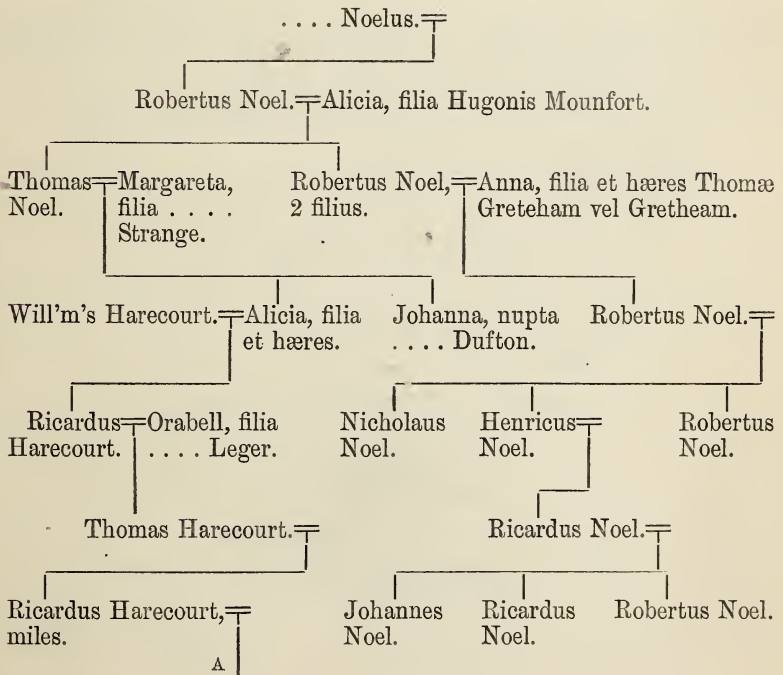 .... Noelus.
Robertus Noel. Alicia, filia Hugonis Mounfort.
Thomas Noel.
Margareta, filia .... Strange.
Robertus Noel, 2 filius.
Anna, filia et hæres Thomæ Greteham vel Gretheam.
Will'm's Harecourt.
Alicia, filia et hæres.
Johanna, nupta .... Dufton.
Robertus Noel.
Ricardus Harecourt.
Orabell, filia .... Leger.
Nicholaus Noel.
Henricus Noel.
Robertus Noel.
Thomas Harecourt.
Ricardus Noel.
Ricardus Harecourt, miles.
Johannes Noel.
Ricardus Noel.
Robertus Noel.
A